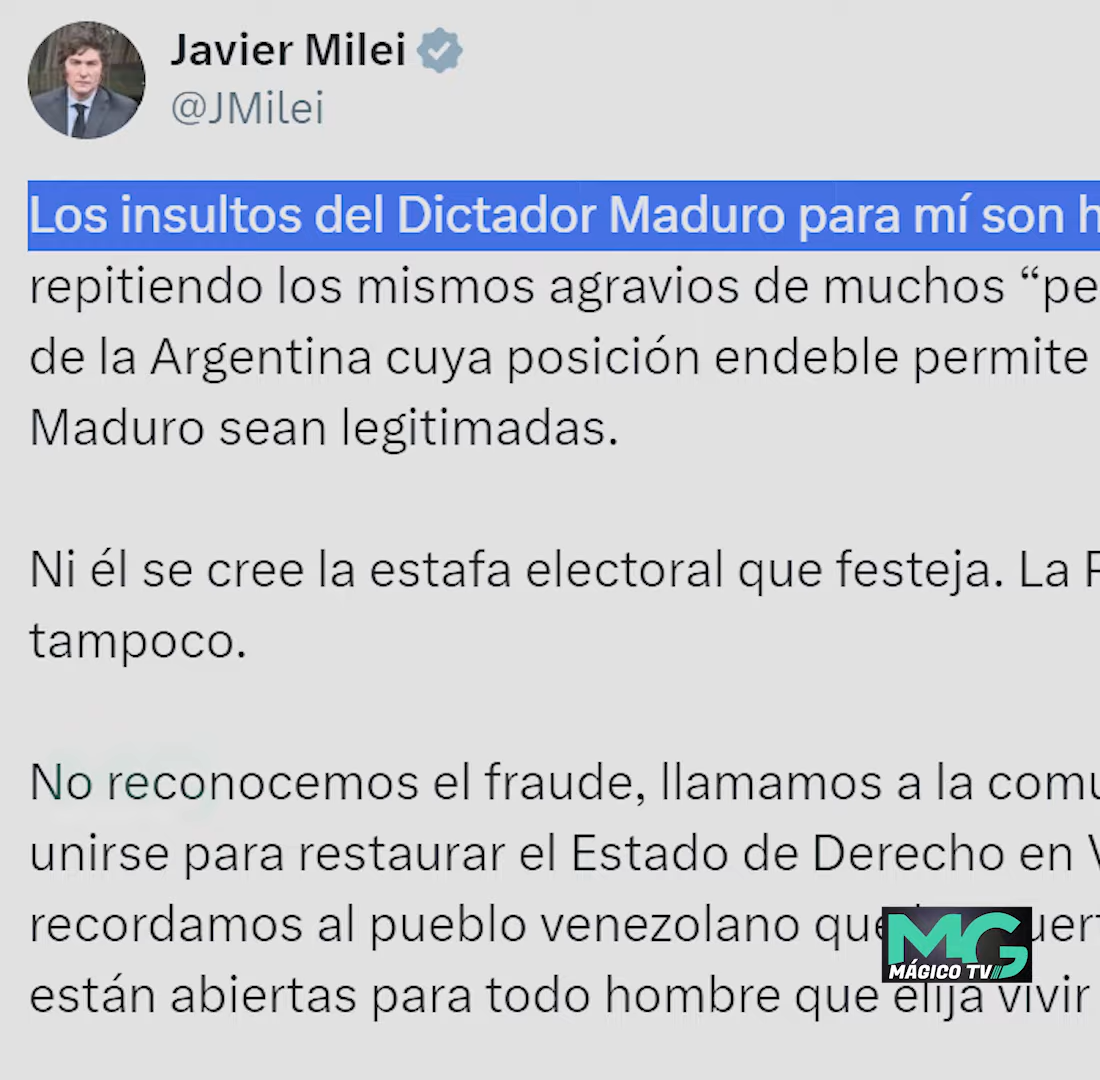 Javier Milei
@JMilei
Los insultos del Dictador Maduro para mí son
repitiendo los mismos agravios de muchos
de la Argentina cuya posición endeble permite
Maduro sean legitimadas.
Ni él se cree la estafa electoral que festeja. La
tampoco.
No reconocemos el fraude, llamamos a la
unirse para restaurar el Estado de Derecho en
recordamos al pueblo venezolano
están abiertas para todo hombre que elija vivir
MG
MÁGICO TV